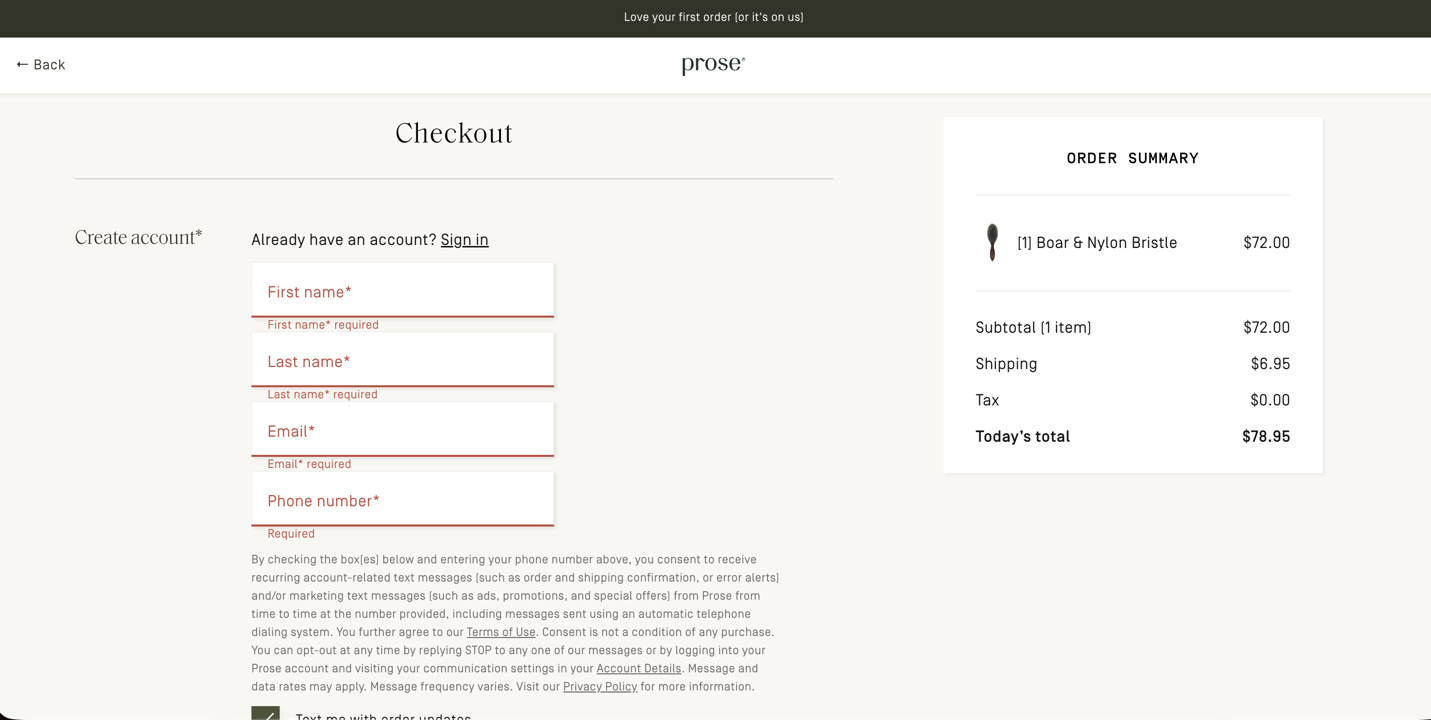 Love your first order (or it's on us)
← Back
prose®
Checkout
Create account*
Already have an account? Sign in
First name*
First name* required
Last name*
Last name* required
Email*
Email* required
Phone number*
Required
By checking the box(es) below and entering your phone number above, you consent to receive
recurring account-related text messages (such as order and shipping confirmation, or error alerts)
and/or marketing text messages (such as ads, promotions, and special offers) from Prose from
time to time at the number provided, including messages sent using an automatic telephone
dialing system. You further agree to our Terms of Use. Consent is not a condition of any purchase.
You can opt-out at any time by replying STOP to any one of our messages or by logging into your
Prose account and visiting your communication settings in your Account Details. Message and
data rates may apply. Message frequency varies. Visit our Privacy Policy for more information.
Text me with order updates
ORDER SUMMARY
(1) Boar & Nylon Bristle $72.00
Subtotal (1 item) $72.00
Shipping $6.95
Tax $0.00
Today's total $78.95